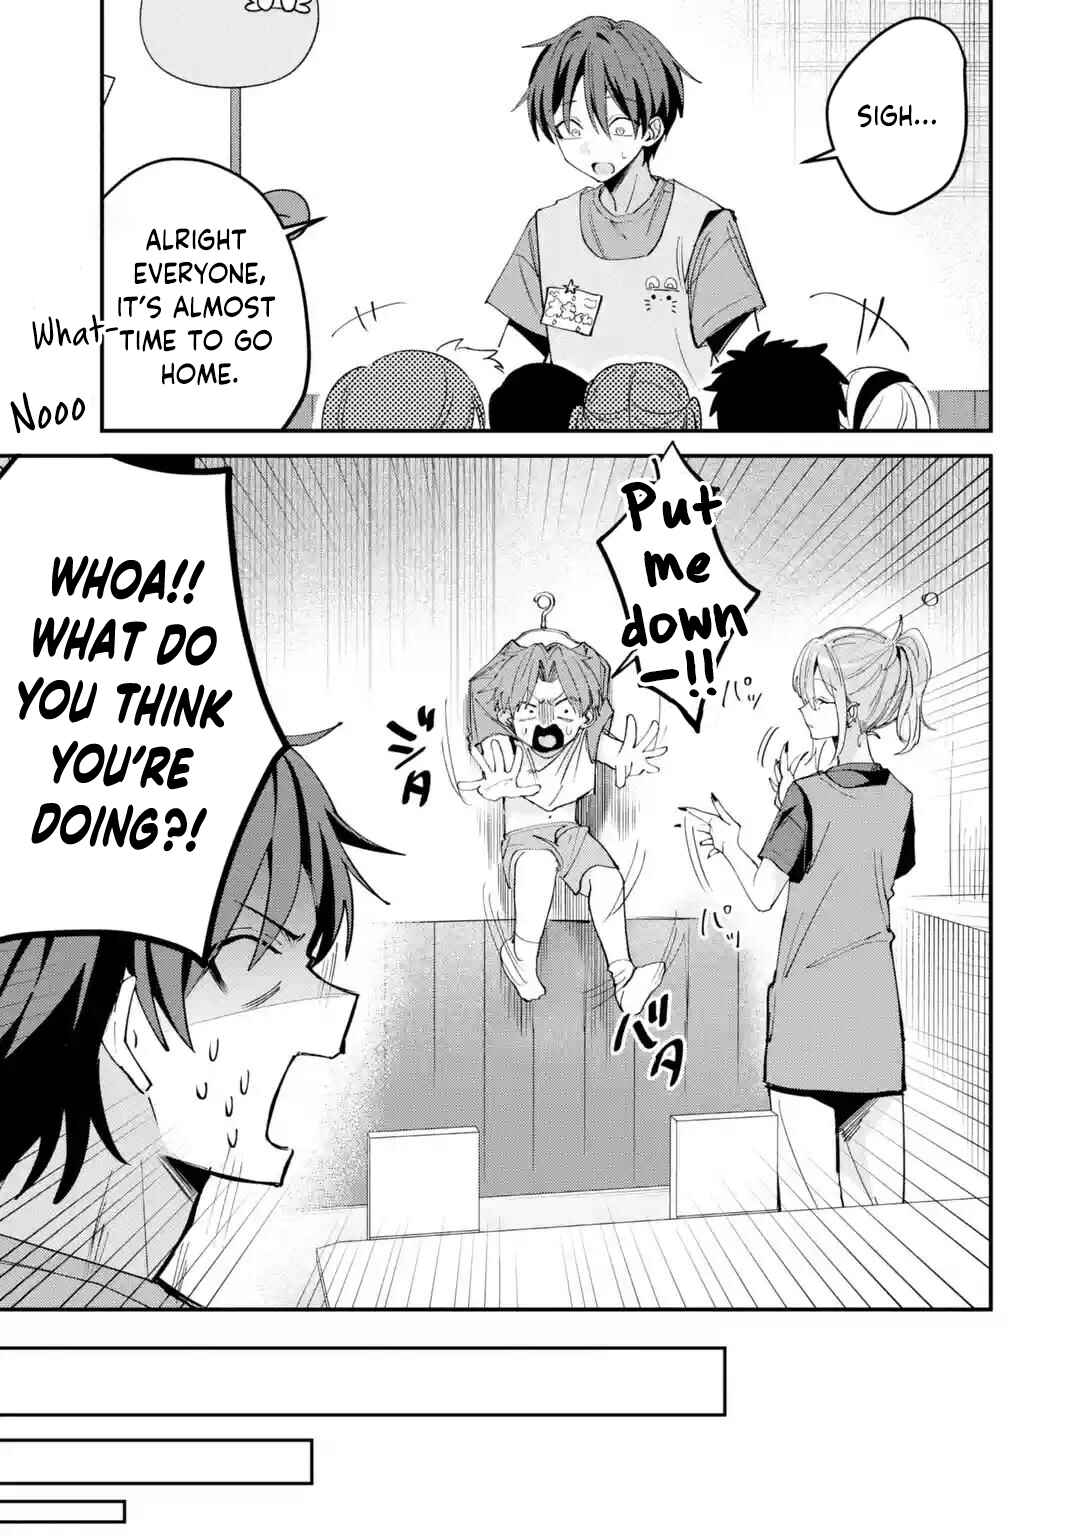 SIGH...
ALRIGHT
EVERYONE,
IT'S ALMOST
TIME TO GO
HOME.
What-
Nooo
Put
me
down
—!!
WHOA!!
WHAT DO
YOU THINK
YOU'RE
DOING?!
ジタ
パッ
パッ
バタ